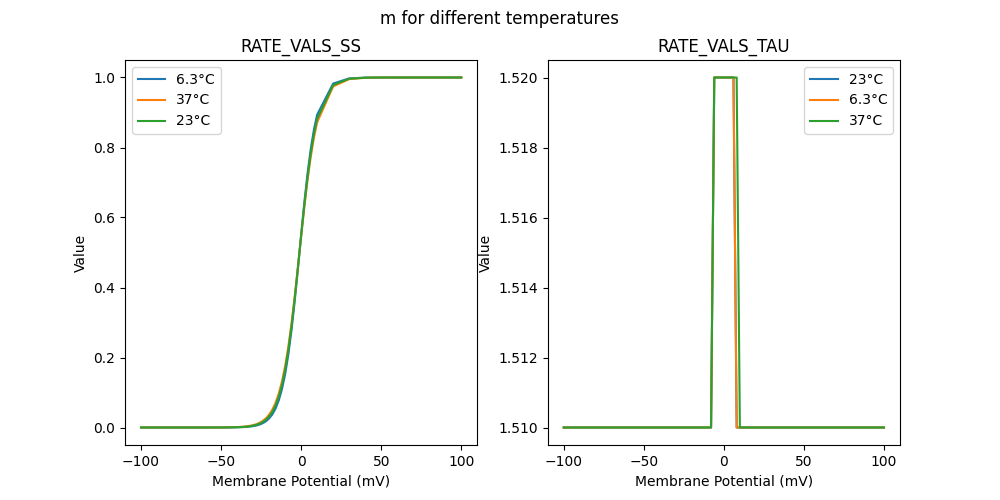 m for different temperatures
RATE_VALS_SS
1.0
0.8
0.6
0.4
0.2
0.0
Value
6.3°C
37°C
23°C
−100
−50
0
50
100
Membrane Potential (mV)
RATE_VALS_TAU
1.520
1.518
1.516
1.514
1.512
1.510
Value
23°C
6.3°C
37°C
−100
−50
0
50
100
Membrane Potential (mV)